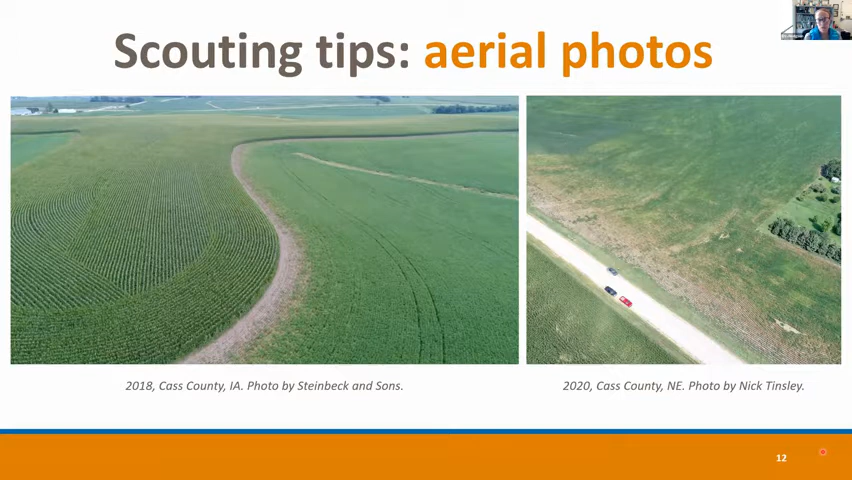 Scouting tips: aerial photos
2018, Cass County, IA. Photo by Steinbeck and Sons.
2020, Cass County, NE. Photo by Nick Tinsley.
12